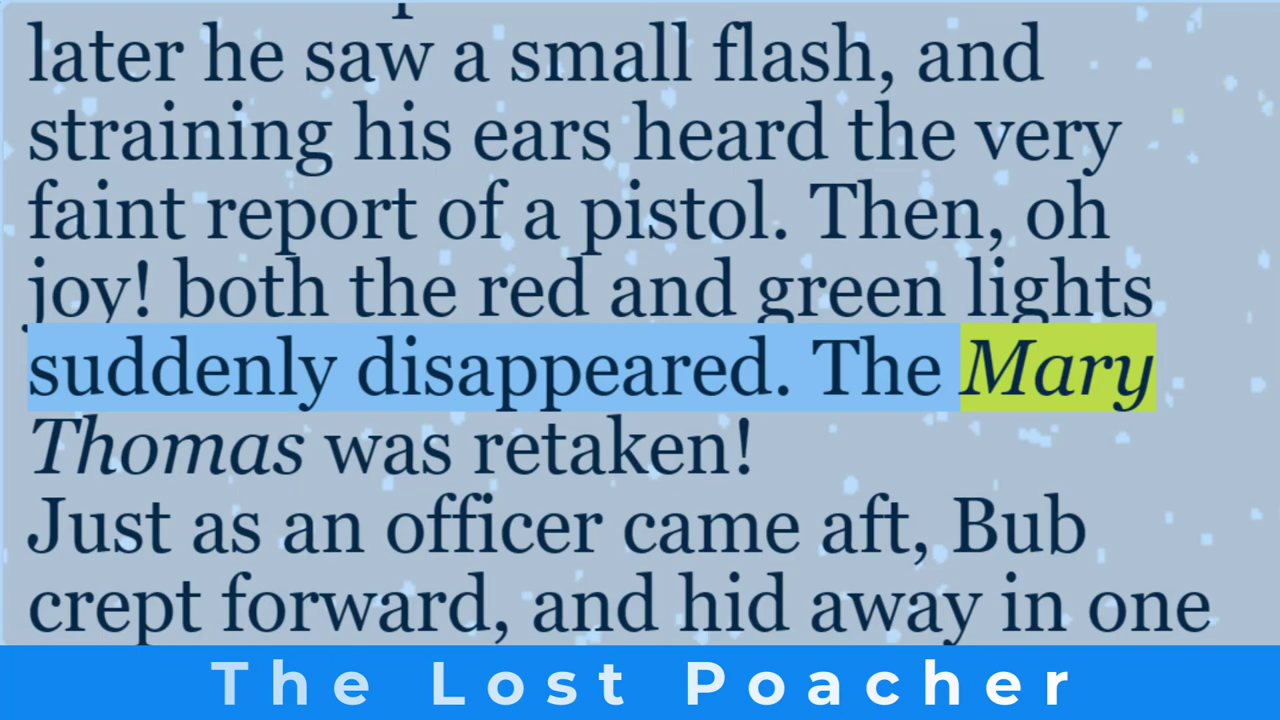 later he saw a small flash, and
straining his ears heard the very
faint report of a pistol. Then, oh
joy! both the red and green lights
suddenly disappeared. The Mary
Thomas was retaken!
Just as an officer came aft, Bub
crept forward, and hid away in one
The Lost Poacher